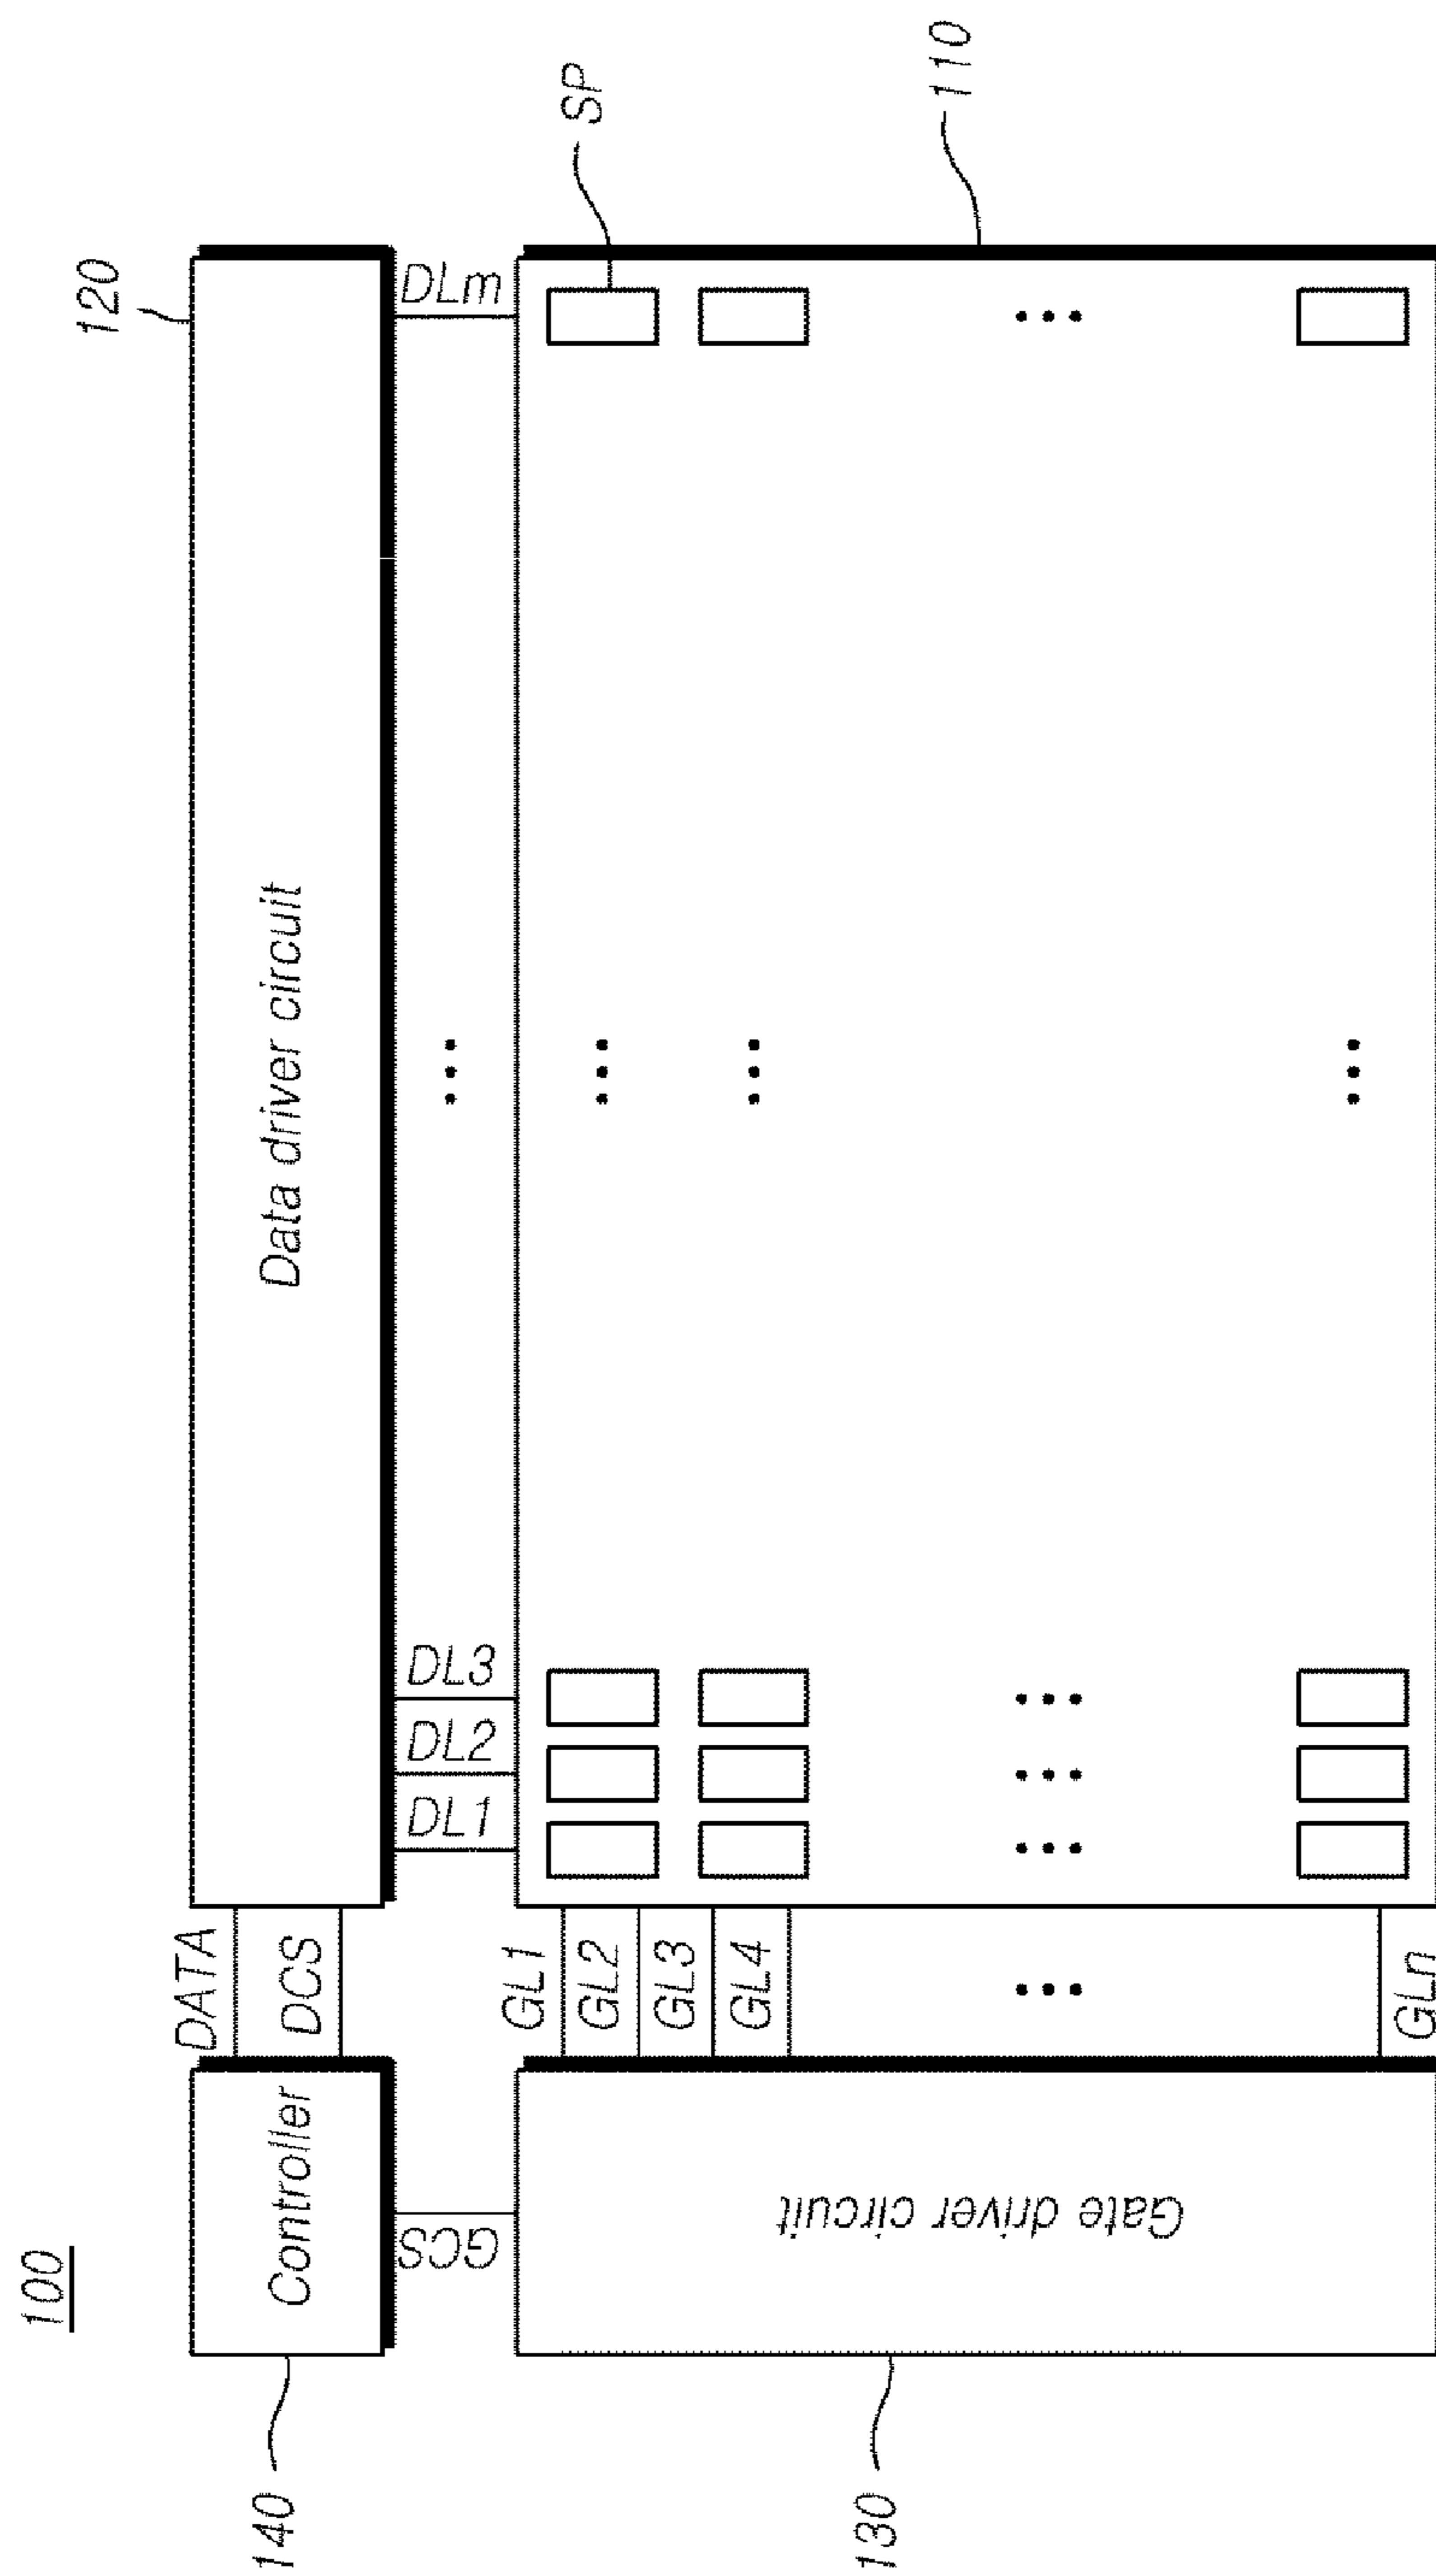 100
120
140
Controller
DATA
DCS
Data driver circuit
GCS
DL1
DL2
DL3
DLm
SP
110
130
Gate driver circuit
GL1
GL2
GL3
GL4
GLn